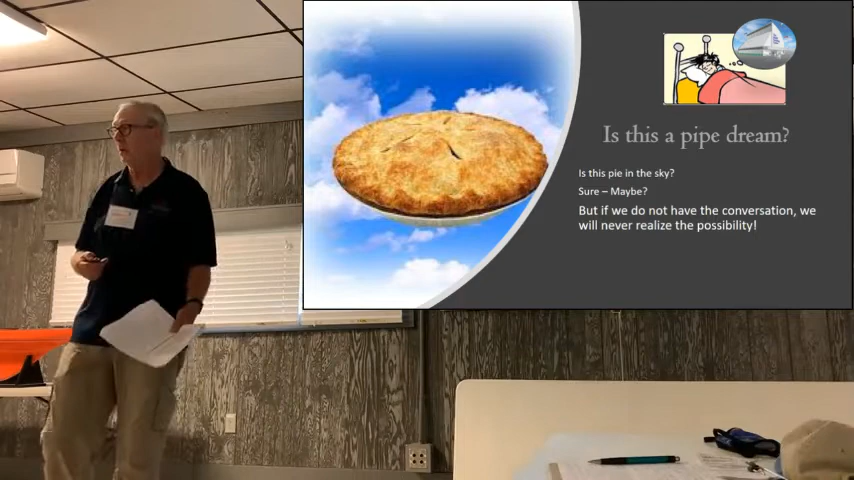 Is this a pipe dream?
Is this pie in the sky?
Sure – Maybe?
But if we do not have the conversation, we
will never realize the possibility!